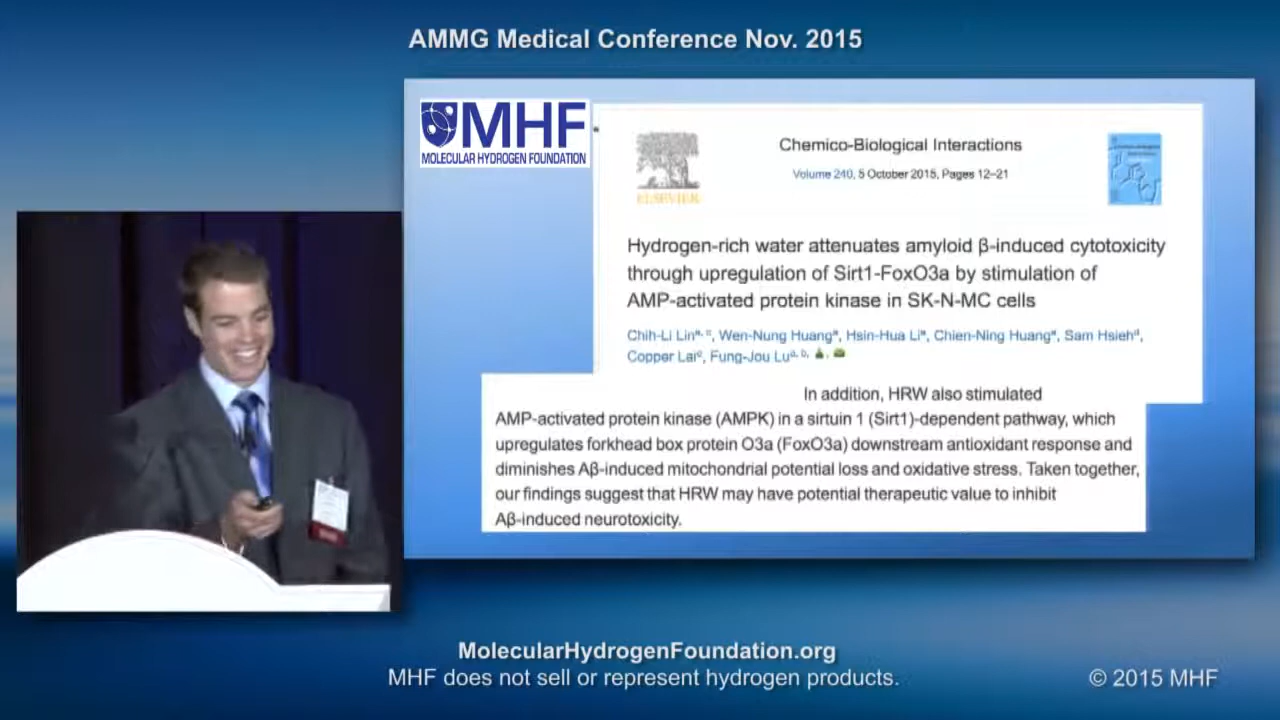 AMMG Medical Conference Nov. 2015
MHF
MOLECULAR HYDROGEN FOUNDATION
ELSEVIER
Chemico-Biological Interactions
Volume 240, 5 October 2015, Pages 12–21
Hydrogen-rich water attenuates amyloid β-induced cytotoxicity
through upregulation of Sirt1-FoxO3a by stimulation of
AMP-activated protein kinase in SK-N-MC cells
Chih-Li Lin, Wen-Nung Huang, Hsin-Hua Li, Chien-Ning Huang, Sam Hsieh,
Copper Lai, Fung-Jou Lu
In addition, HRW also stimulated
AMP-activated protein kinase (AMPK) in a sirtuin 1 (Sirt1)-dependent pathway, which
upregulates forkhead box protein O3a (FoxO3a) downstream antioxidant response and
diminishes Aβ-induced mitochondrial potential loss and oxidative stress. Taken together,
our findings suggest that HRW may have potential therapeutic value to inhibit
Aβ-induced neurotoxicity.
MolecularHydrogenFoundation.org
MHF does not sell or represent hydrogen products.
© 2015 MHF